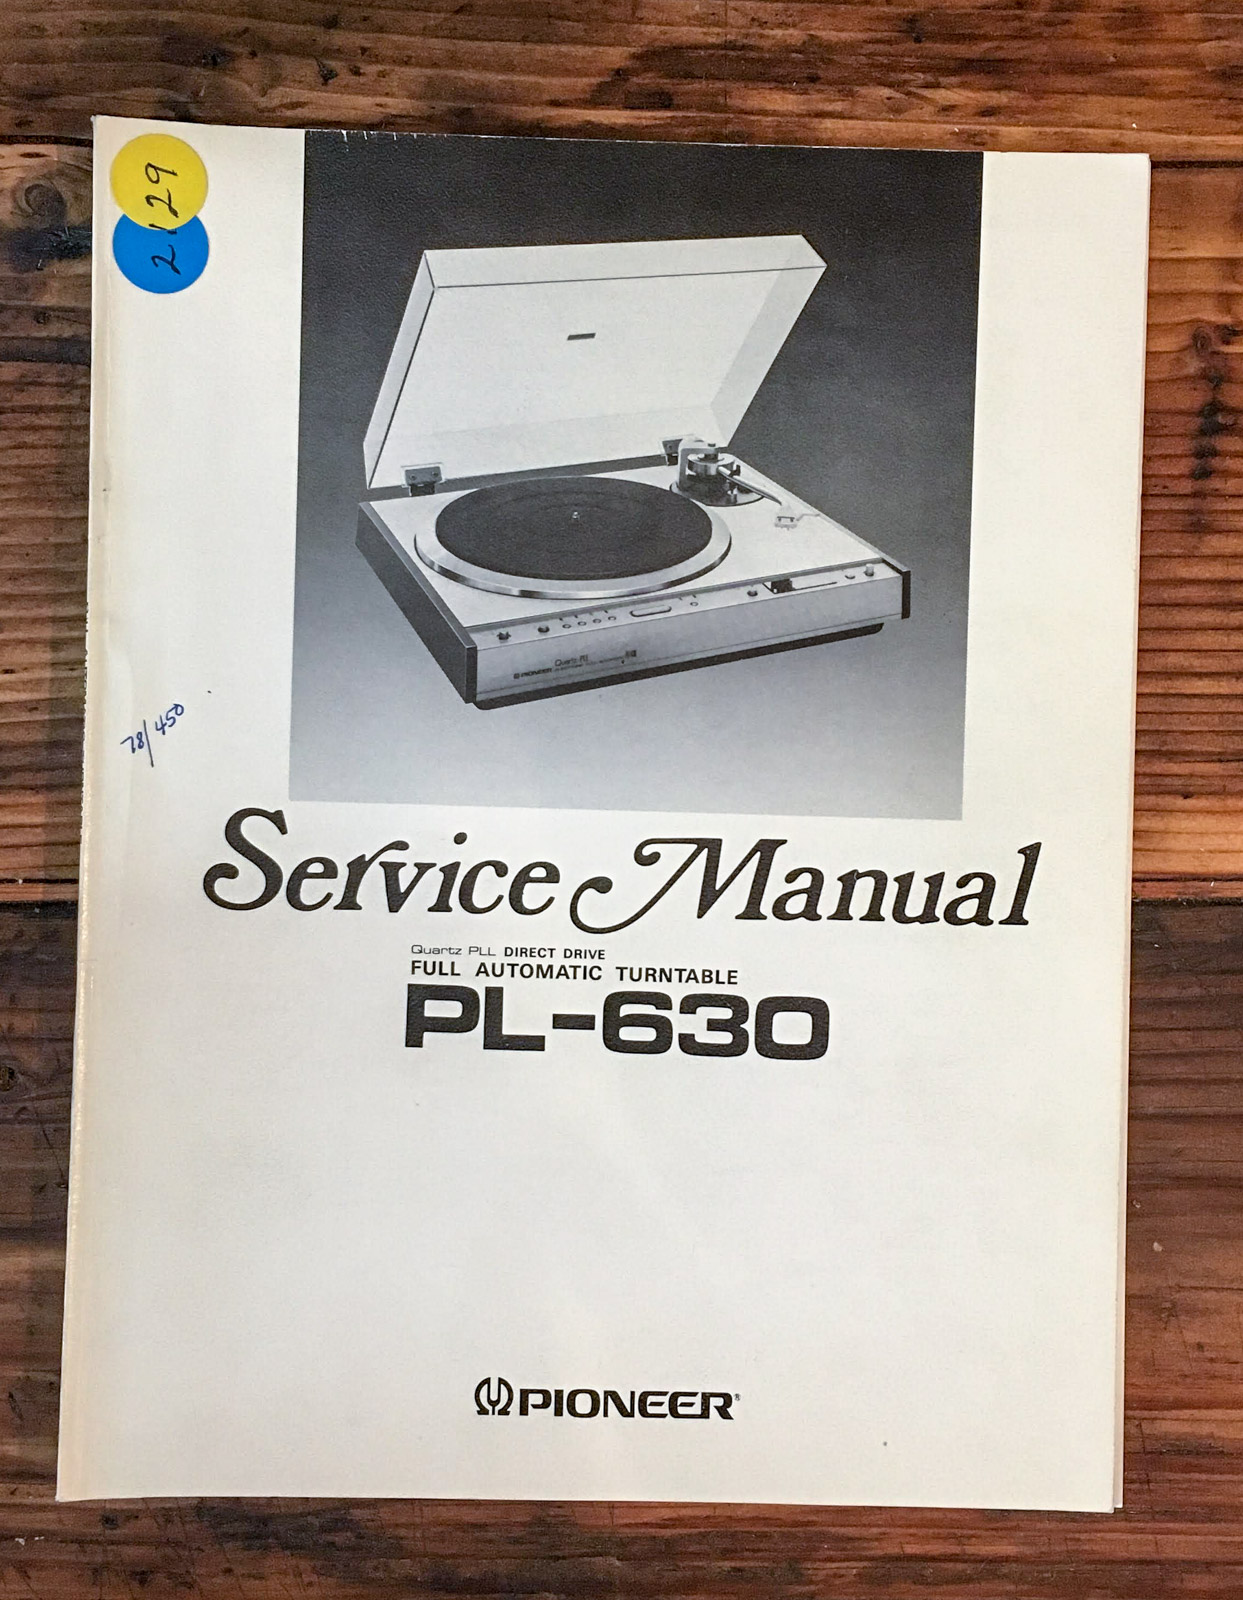 2129
78/450
Service Manual
Quartz PLL DIRECT DRIVE
FULL AUTOMATIC TURNTABLE
PL-630
PIONEER®